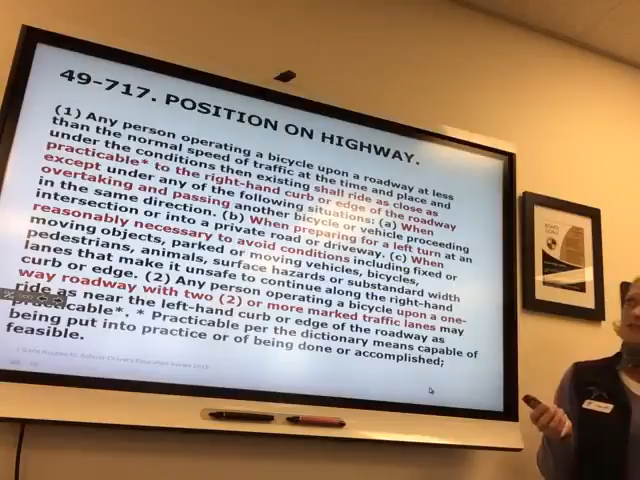 49-717. POSITION ON HIGHWAY.
(1) Any person operating a bicycle upon a roadway at less
than the normal speed of traffic at the time and place and
under the conditions then existing shall ride as close as
practicable* to the right-hand curb or edge of the roadway
except under any of the following situations: (a) When
overtaking and passing another bicycle or vehicle proceeding
in the same direction. (b) When preparing for a left turn at an
intersection or into a private road or driveway. (c) When
reasonably necessary to avoid conditions including fixed or
moving objects, parked or moving vehicles, bicycles,
pedestrians, animals, surface hazards or substandard width
lanes that make it unsafe to continue along the right-hand
curb or edge. (2) Any person operating a bicycle upon a one-
way roadway with two (2) or more marked traffic lanes may
ride as near the left-hand curb or edge of the roadway as
* Practicable per the dictionary means capable of
being put into practice or of being done or accomplished;
feasible.